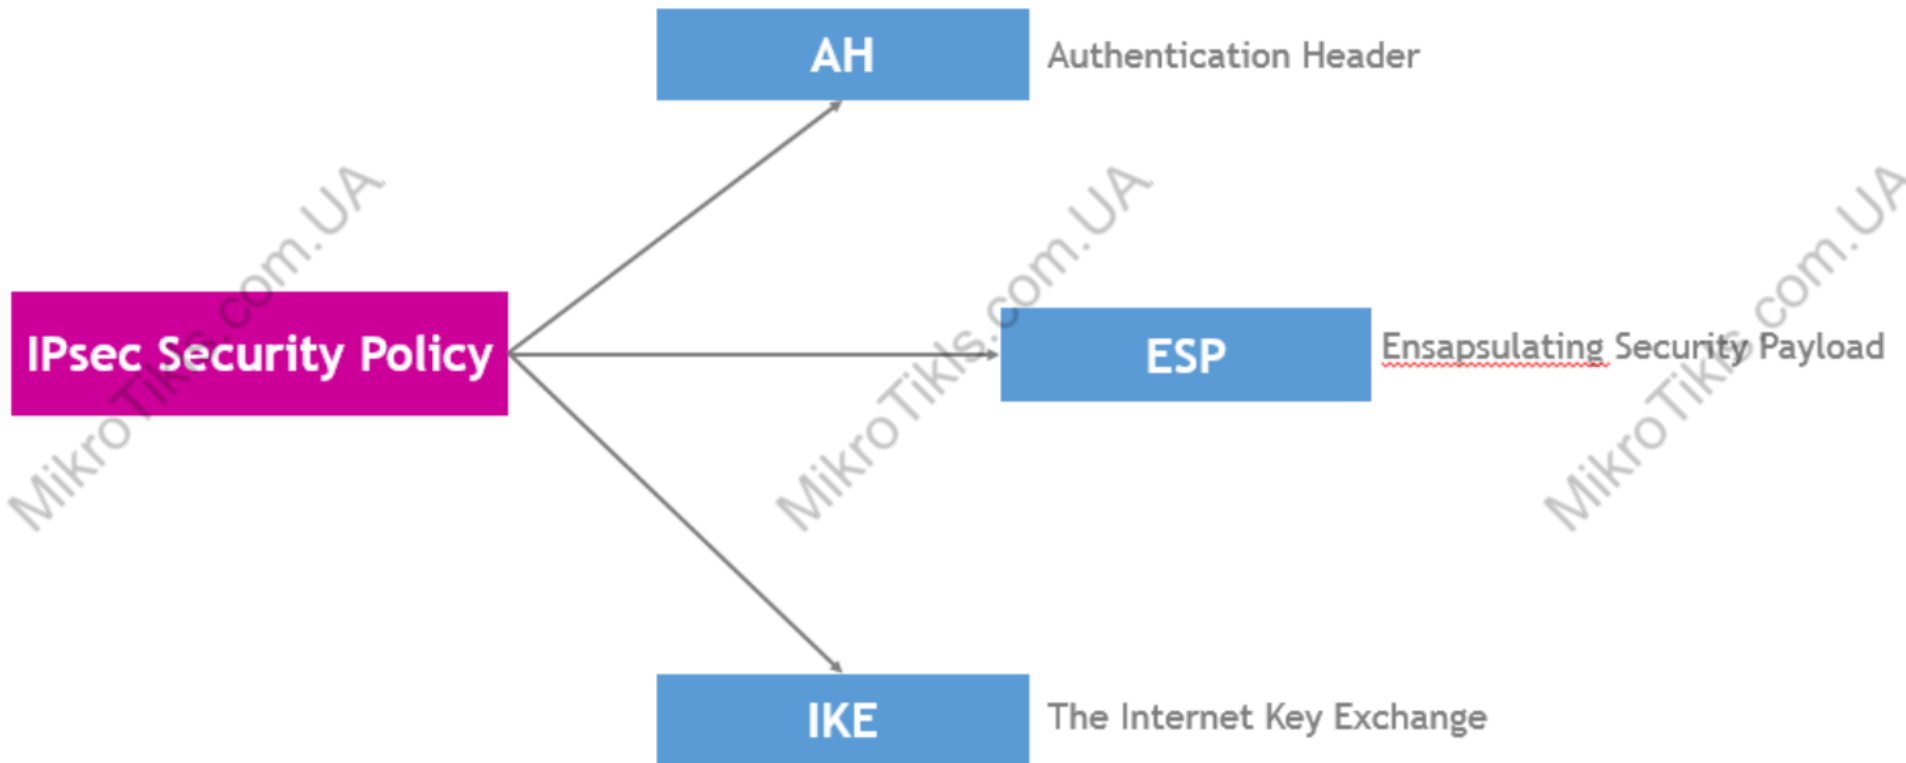 AH
Authentication Header
IPsec Security Policy
ESP
Ensapsulating Security Payload
IKE
The Internet Key Exchange
MikroTikls.com.UA
MikroTikls.com.UA
MikroTikls.com.UA